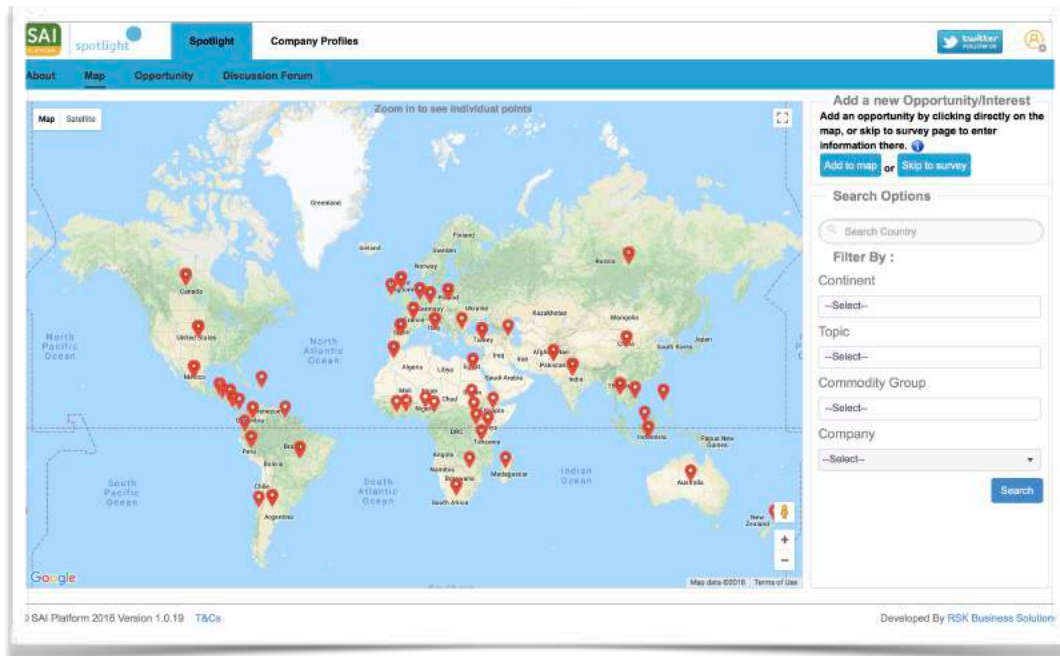 SAI
spotlight
Spotlight
Company Profiles
twitter
FOLLOW US
About
Map
Opportunity
Discussion Forum
Map
Satellite
Zoom in to see individual points
Greenland
Iceland
Finland
Sweden
Norway
Russia
Canada
Poland
Germany
Ukraine
Kazakhstan
Mongolia
France
Italy
Spain
Turkey
United States
North
Pacific
Ocean
North
Atlantic
Ocean
Japan
South Korea
China
Afghanistan
Pakistan
Iraq
Iran
Algeria
Libya
Egypt
Saudi Arabia
India
Mexico
Mali
Niger
Chad
Sudan
Ethiopia
Nigeria
Venezuela
Colombia
DRC
Kenya
Tanzania
Indonesia
Papua New
Guinea
Peru
Brazil
Bolivia
Angola
Namibia
Botswana
Madagascar
Indian
Ocean
South
Pacific
Ocean
South
Atlantic
Ocean
Chile
Argentina
South Africa
Australia
New
Zealand
Google
Map data ©2018
Terms of Use
Add a new Opportunity/Interest
Add an opportunity by clicking directly on the
map, or skip to survey page to enter
information there.
Add to map or Skip to survey
Search Options
Search Country
Filter By :
Continent
--Select--
Topic
--Select--
Commodity Group
--Select--
Company
--Select--
Search
SAI Platform 2018 Version 1.0.19 T&Cs
Developed By RSK Business Solution